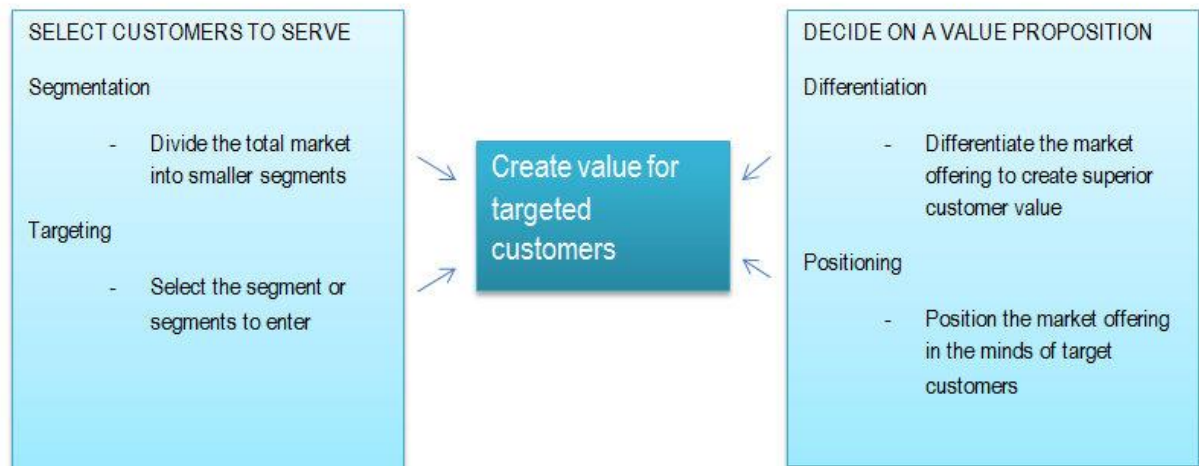 SELECT CUSTOMERS TO SERVE
Segmentation
- Divide the total market
into smaller segments
Targeting
- Select the segment or
segments to enter
Create value for
targeted
customers
DECIDE ON A VALUE PROPOSITION
Differentiation
- Differentiate the market
offering to create superior
customer value
Positioning
- Position the market offering
in the minds of target
customers